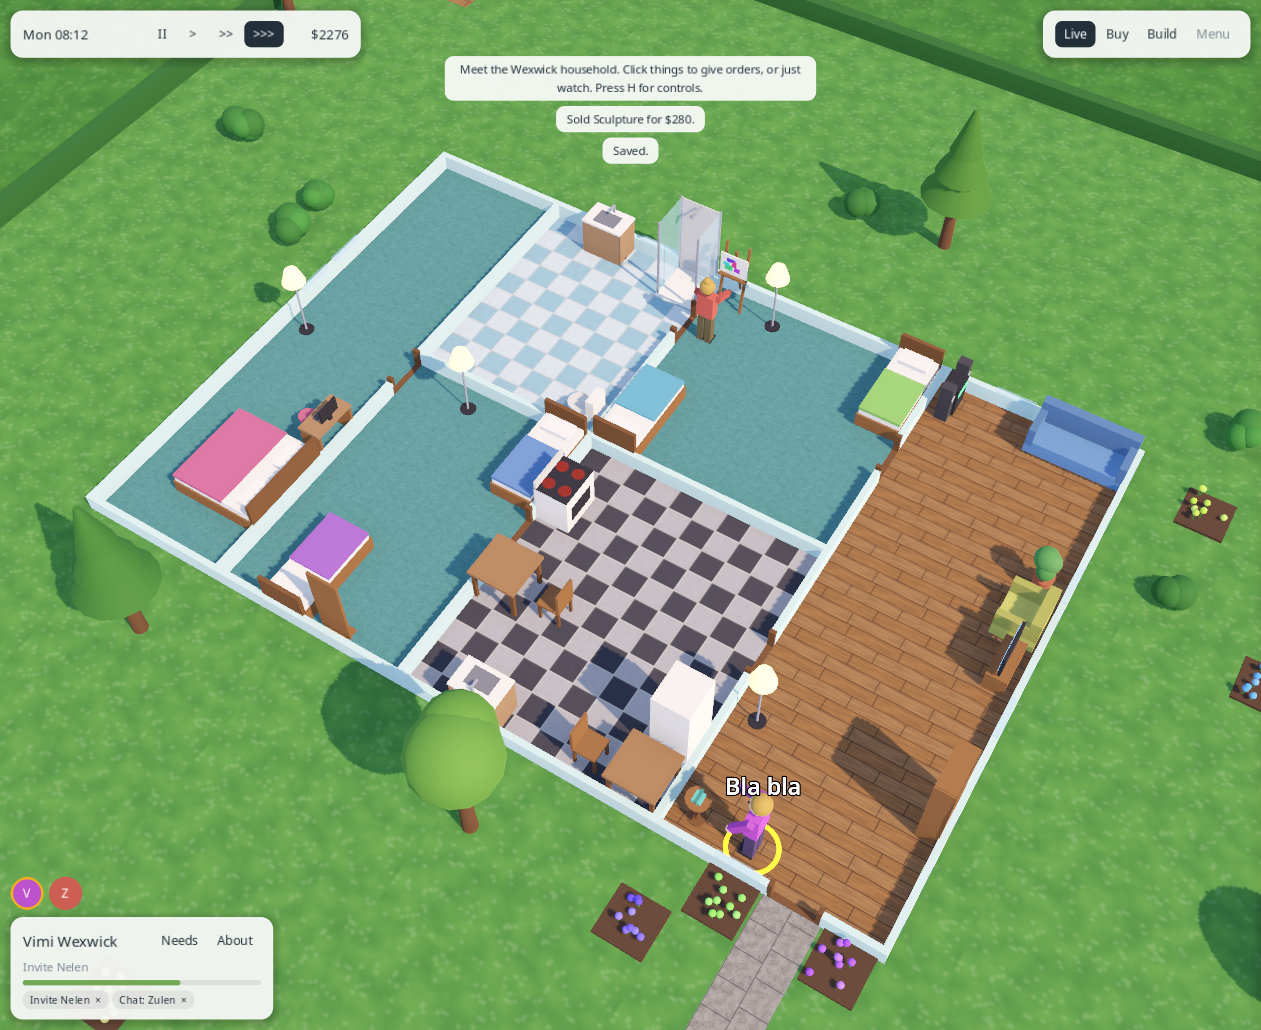 Mon 08:12 II > >> >>> $2276
Live Buy Build Menu
Meet the Wexwick household. Click things to give orders, or just
watch. Press H for controls.
Sold Sculpture for $280.
Saved.
Bla bla
V Z
Vimi Wexwick Needs About
Invite Nelen
Invite Nelen × Chat: Zulen ×